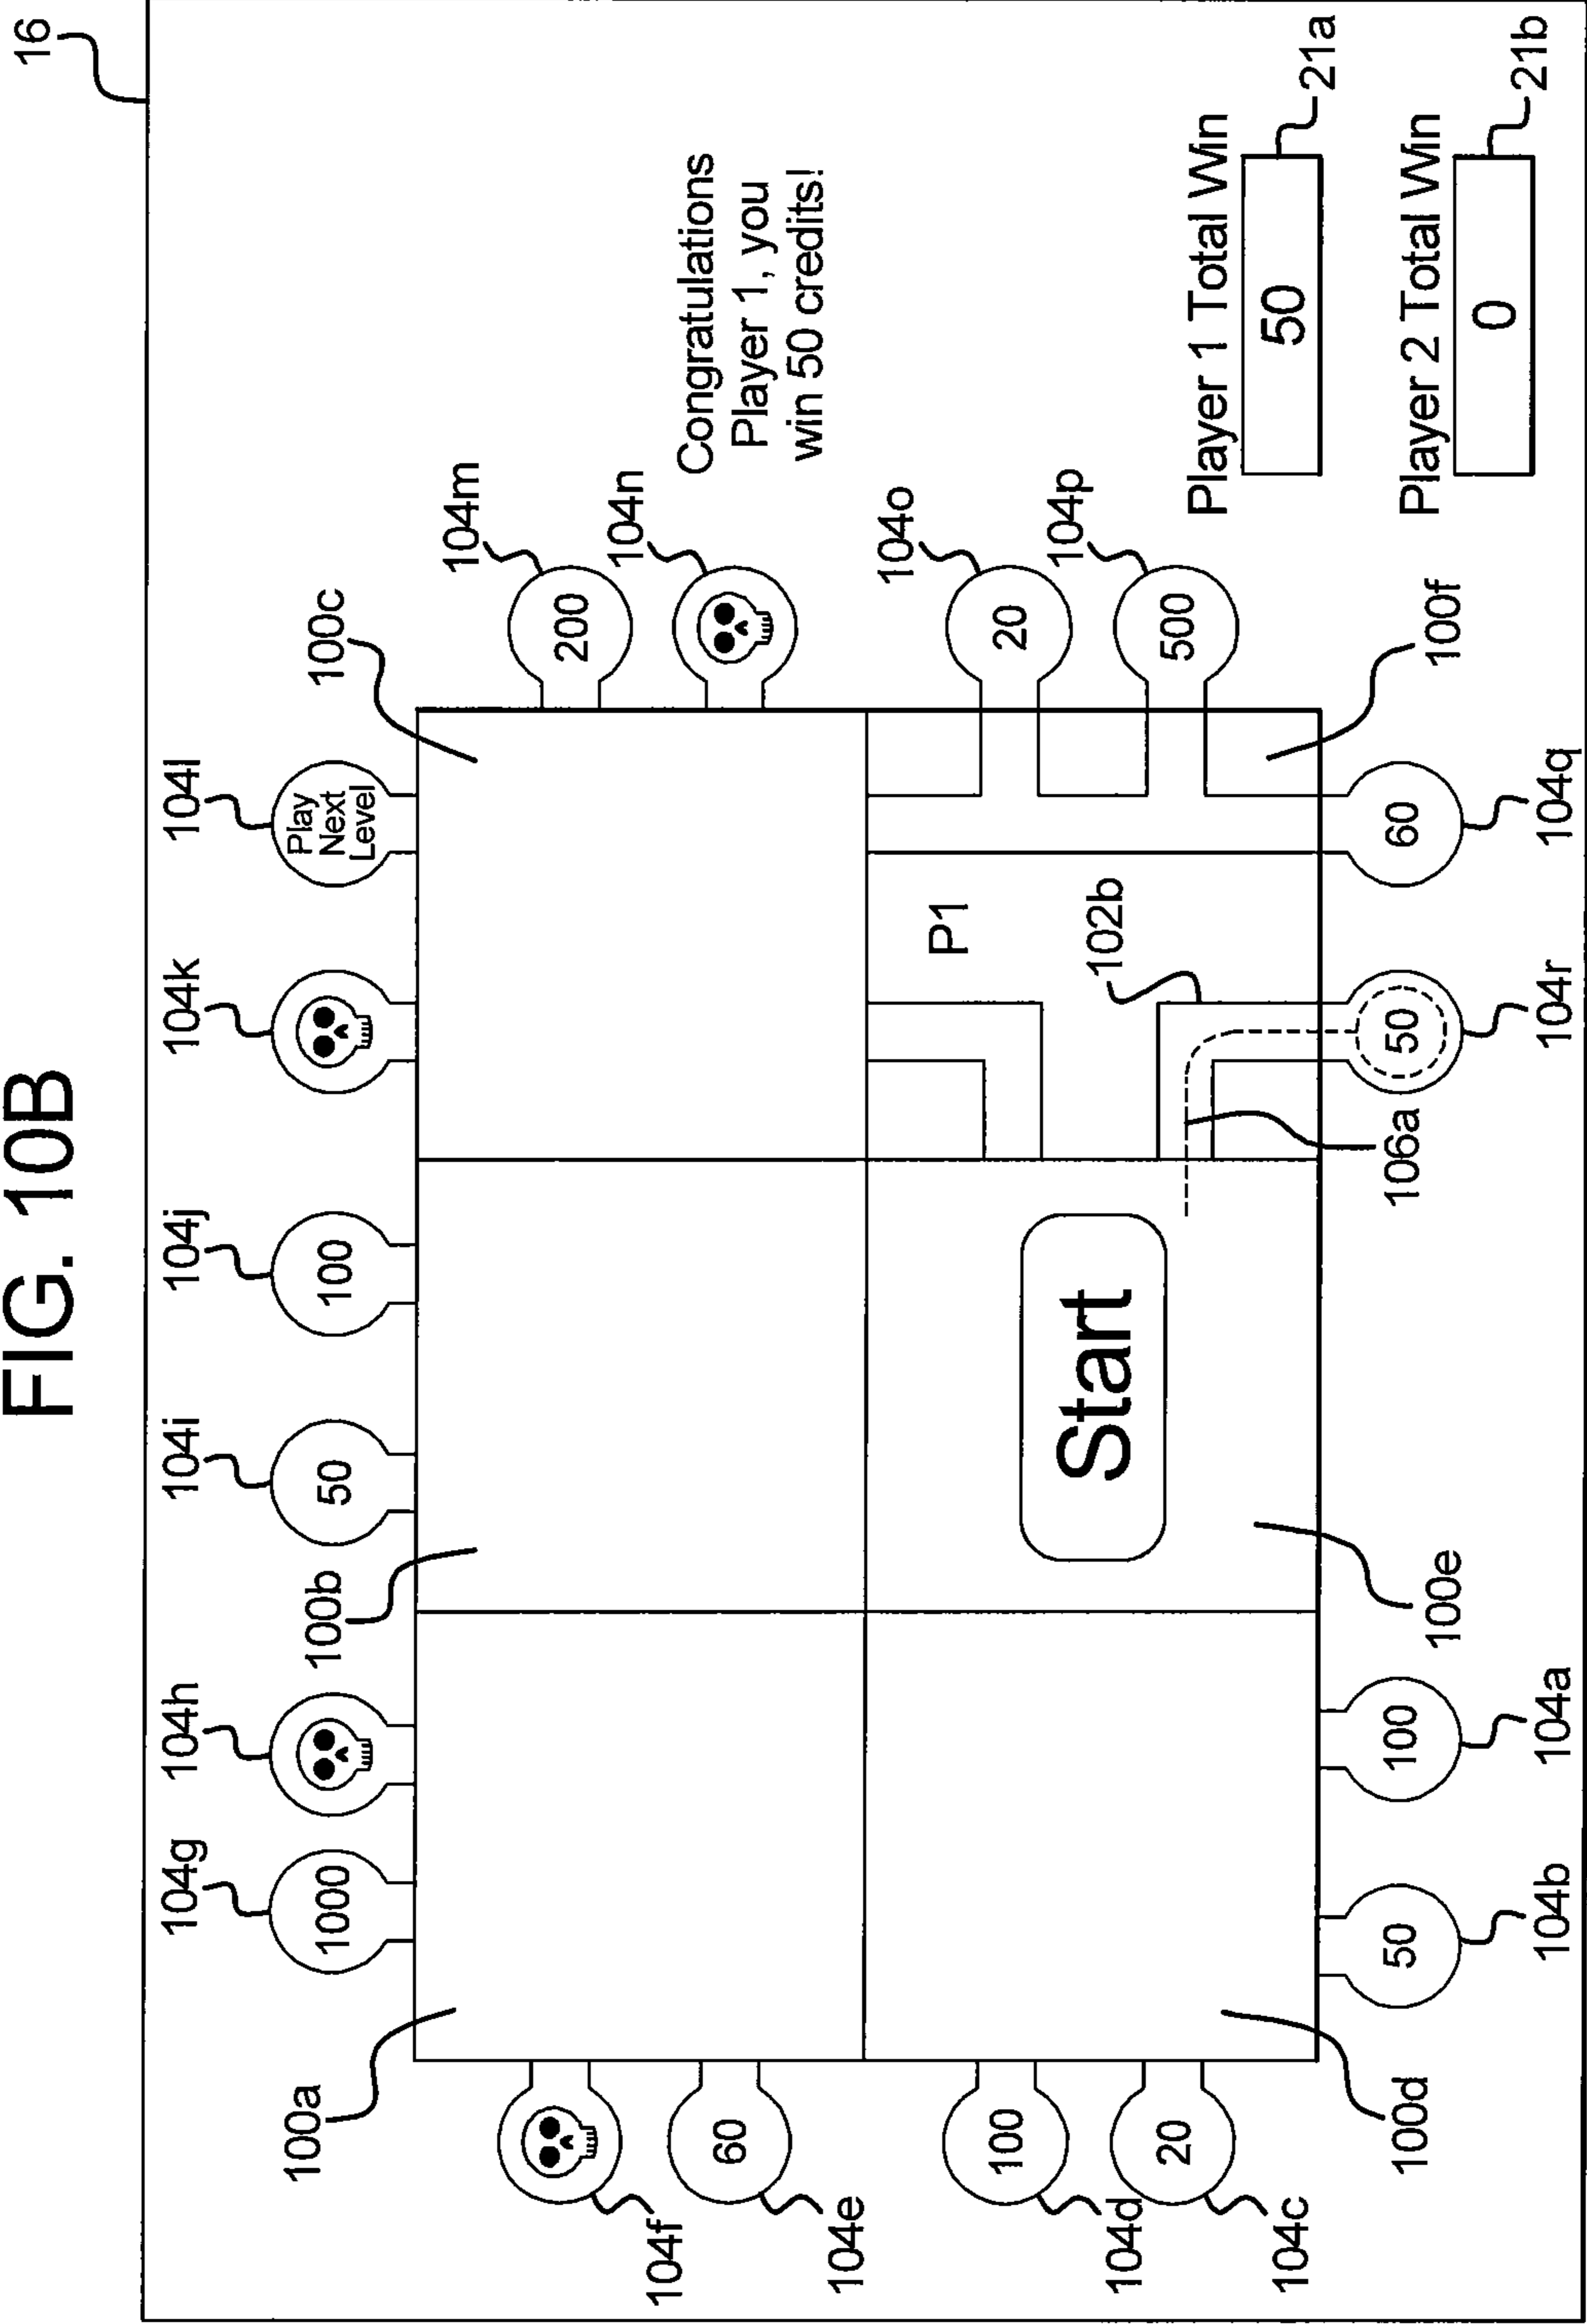 FIG. 10B
16
104g
104h
104i
104j
104k
104l
1000
50
100
Play
Next
Level
100a
100b
100c
104f
104m
200
60
104e
104n
Congratulations
Player 1, you
win 50 credits!
100
104d
Start
P1
20
104o
20
104c
102b
500
104p
100d
100e
106a
100f
50
100
50
60
104b
104a
104r
104q
Player 1 Total Win
50
21a
Player 2 Total Win
0
21b